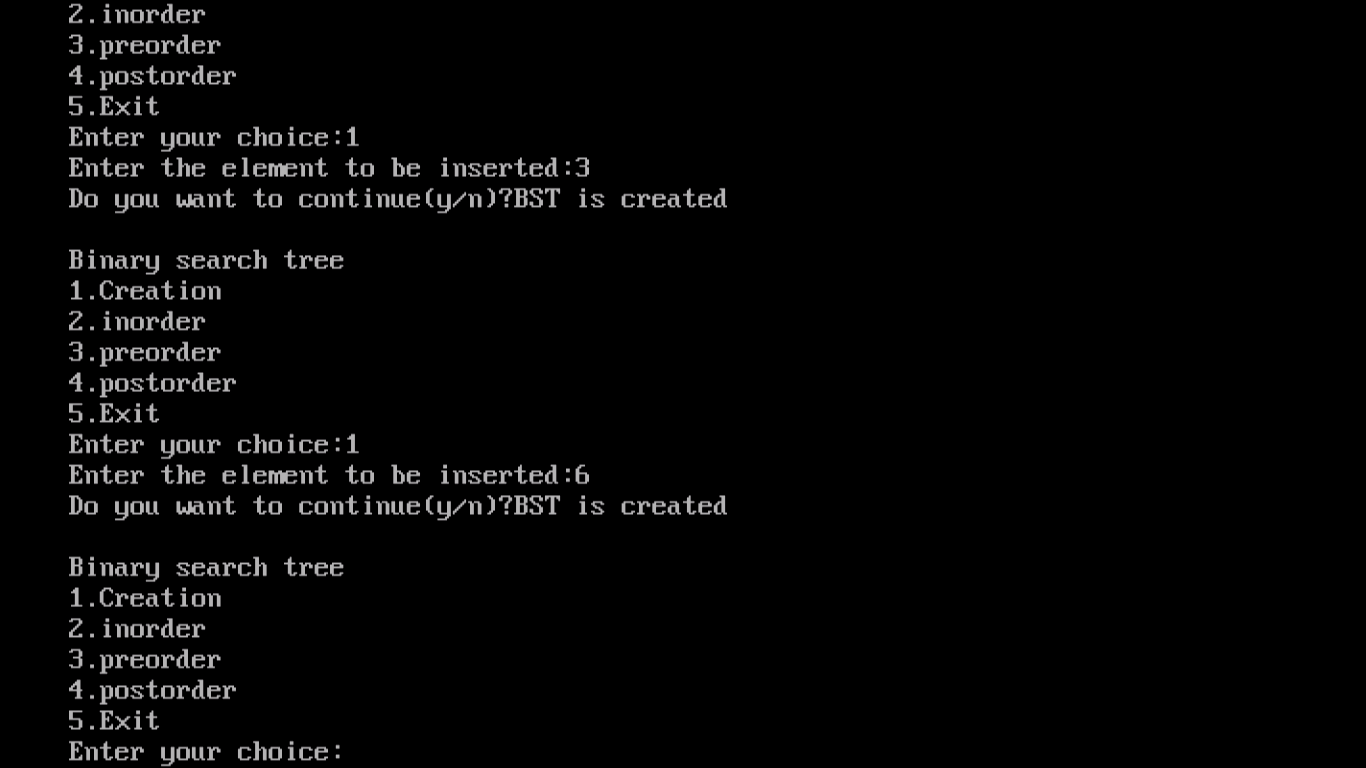 2.inorder
3.preorder
4.postorder
5.Exit
Enter your choice:1
Enter the element to be inserted:3
Do you want to continue(y/n)?BST is created
Binary search tree
1.Creation
2.inorder
3.preorder
4.postorder
5.Exit
Enter your choice:1
Enter the element to be inserted:6
Do you want to continue(y/n)?BST is created
Binary search tree
1.Creation
2.inorder
3.preorder
4.postorder
5.Exit
Enter your choice: